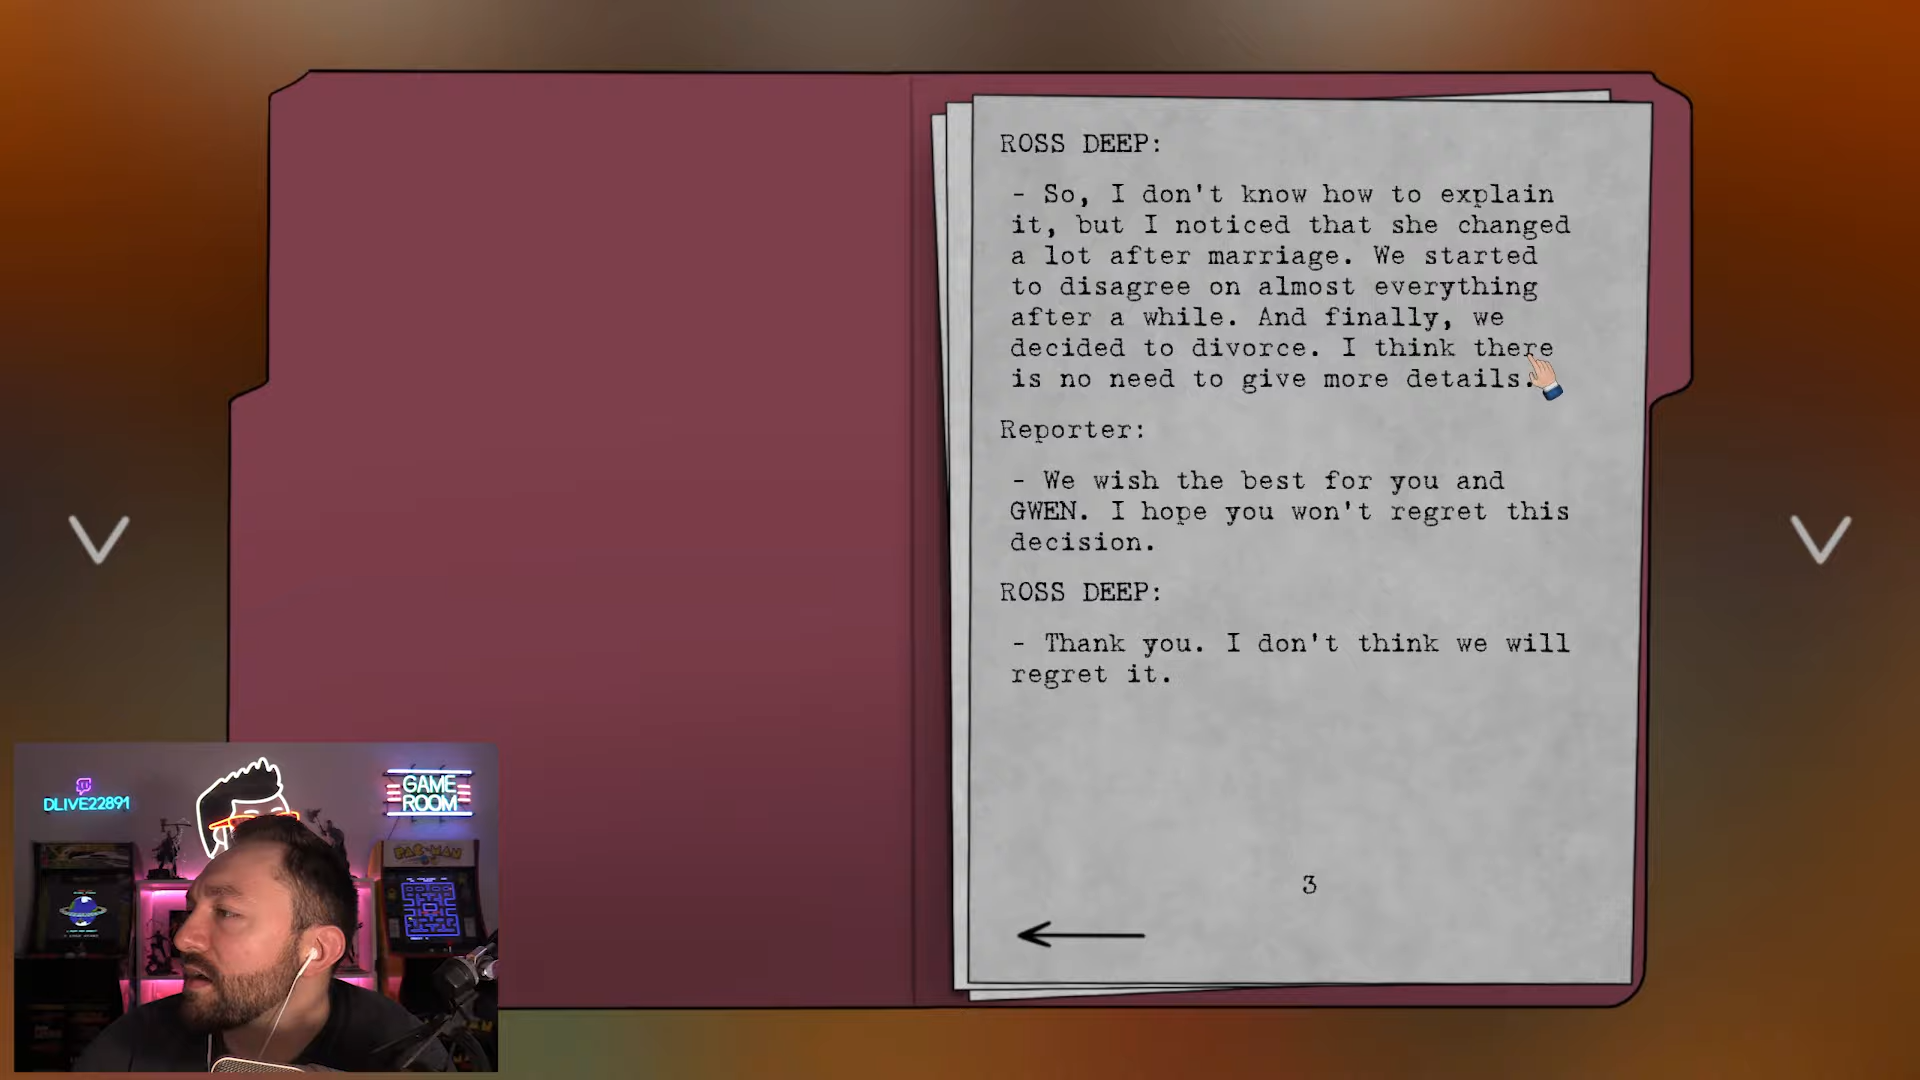 ROSS DEEP:
- So, I don't know how to explain
it, but I noticed that she changed
a lot after marriage. We started
to disagree on almost everything
after a while. And finally, we
decided to divorce. I think there
is no need to give more details.
Reporter:
- We wish the best for you and
GWEN. I hope you won't regret this
decision.
ROSS DEEP:
- Thank you. I don't think we will
regret it.
3
DLIVE22891
GAME
ROOM
PAC-MAN